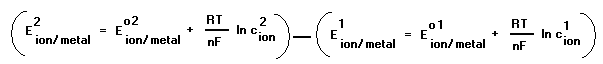 (E²ion/metal = E°²ion/metal + RT/nF ln c²ion) — (E¹ion/metal = E°¹ion/metal + RT/nF ln c¹ion)